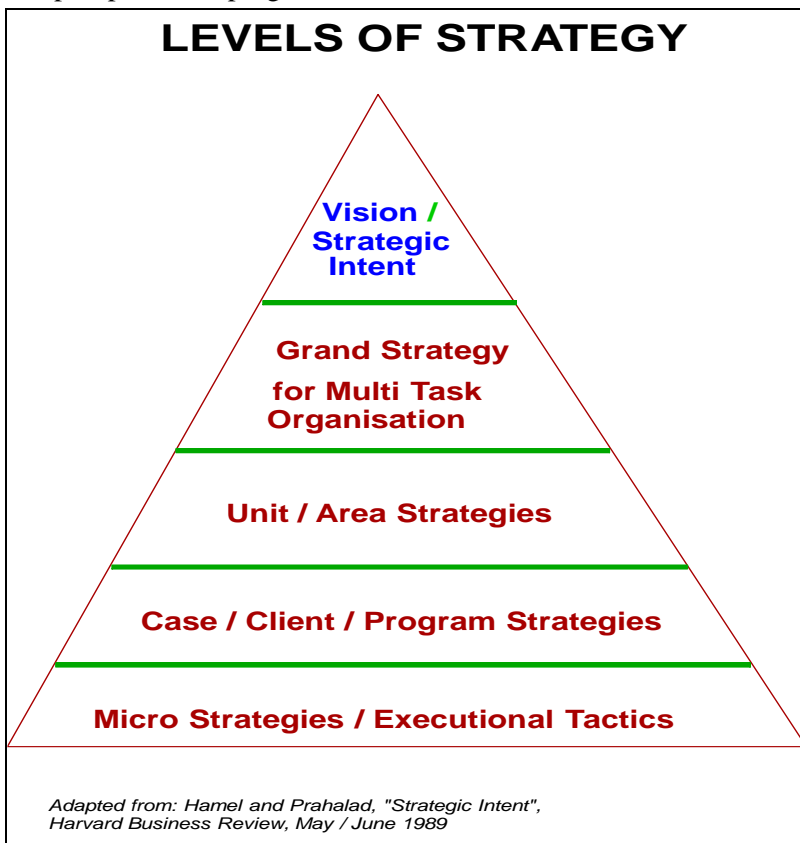 LEVELS OF STRATEGY
Vision /
Strategic
Intent
Grand Strategy
for Multi Task
Organisation
Unit / Area Strategies
Case / Client / Program Strategies
Micro Strategies / Executional Tactics
Adapted from: Hamel and Prahalad, "Strategic Intent",
Harvard Business Review, May / June 1989